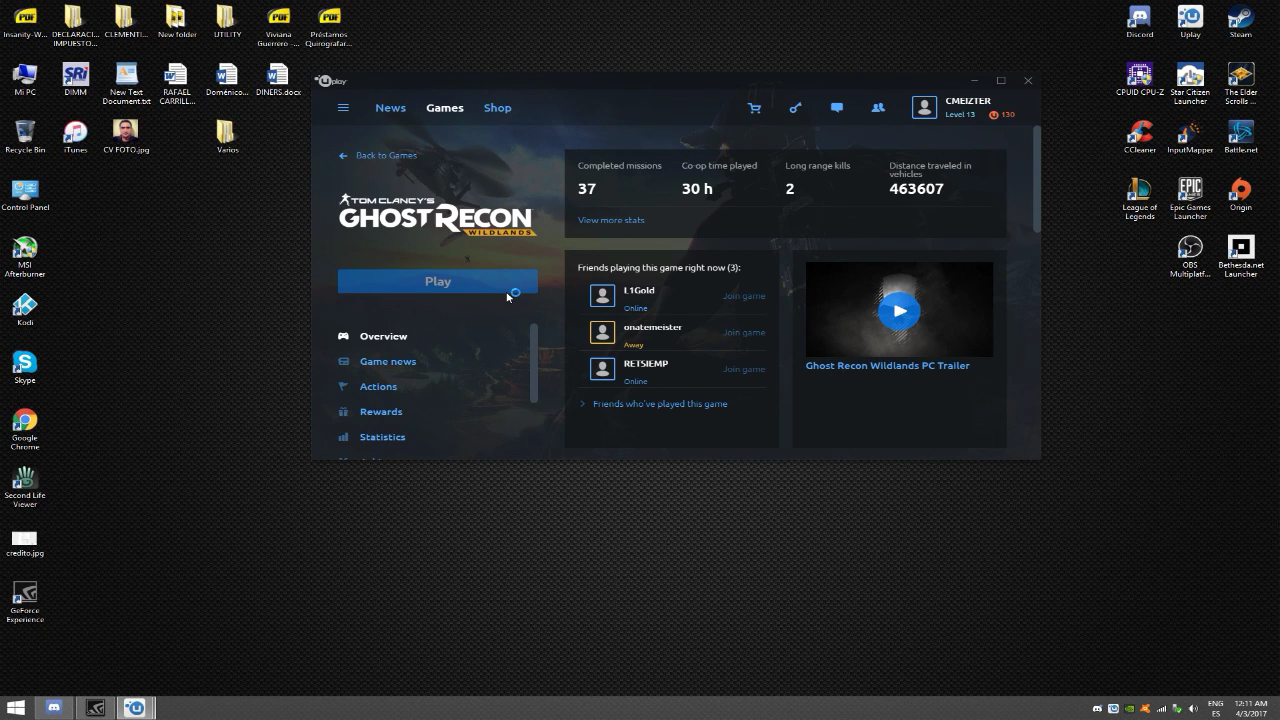 Insanity-W...
DECLARACI...
IMPUESTO...
CLEMENTI...
New folder
UTILITY
Viviana
Guerrero -...
Préstamos
Quirografar...
Discord
Uplay
Steam
Mi PC
DIMM
New Text
Document.txt
RAFAEL
CARRILL...
Doménico...
DINERS.docx
CPUID CPU-Z
Star Citizen
Launcher
The Elder
Scrolls ...
Recycle Bin
iTunes
CV FOTO.jpg
Varios
CCleaner
InputMapper
Battle.net
Control Panel
League of
Legends
Epic Games
Launcher
Origin
MSI
Afterburner
OBS
Multiplatf...
Bethesda.net
Launcher
Kodi
Skype
Google
Chrome
Second Life
Viewer
credito.jpg
GeForce
Experience
uplay
News
Games
Shop
CMEIZTER
Level 13
130
Back to Games
TOM CLANCY'S
GHOST RECON
WILDLANDS
Play
Overview
Game news
Actions
Rewards
Statistics
Completed missions
37
Co-op time played
30 h
Long range kills
2
Distance traveled in
vehicles
463607
View more stats
Friends playing this game right now (3):
L1Gold
Online
Join game
onatemeister
Away
Join game
RETSIEMP
Online
Join game
Friends who've played this game
Ghost Recon Wildlands PC Trailer
ENG
ES
12:11 AM
4/3/2017